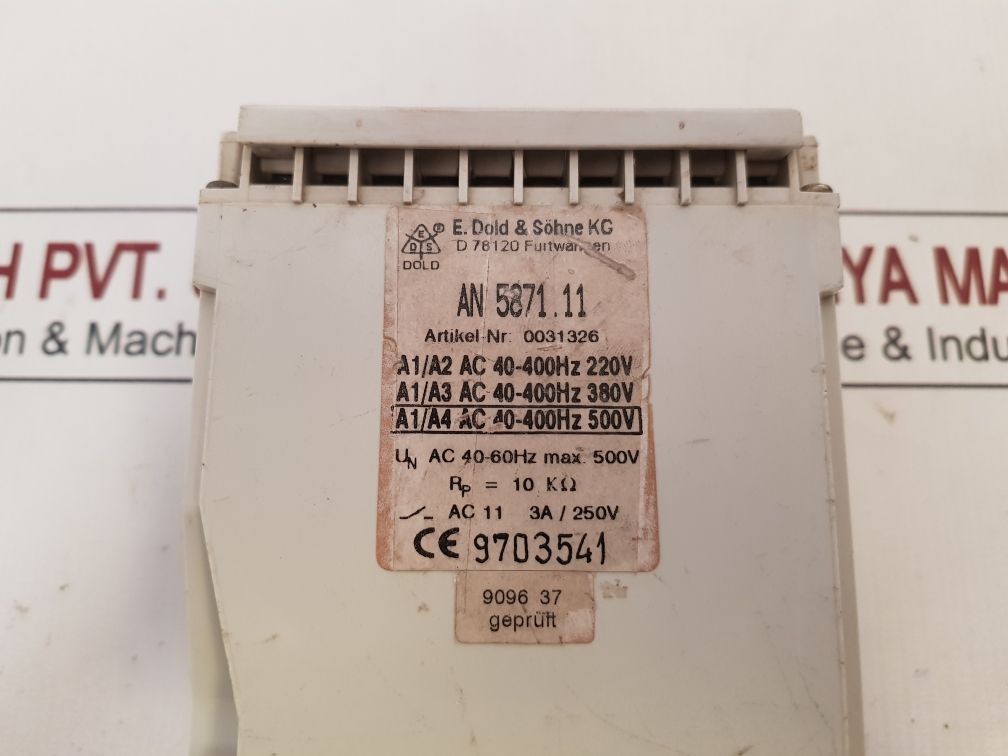 E. Dold & Söhne KG
D 78120 Furtwangen
E
D S
®
DOLD
AN 5871.11
Artikel-Nr: 0031326
A1/A2 AC 40-400Hz 220V
A1/A3 AC 40-400Hz 380V
A1/A4 AC 40-400Hz 500V
UN AC 40-60Hz max. 500V
RP = 10 KΩ
AC 11 3A / 250V
CE 9703541
9096 37
geprüft
H PVT.
YA MA
on & Mach
e & Indu